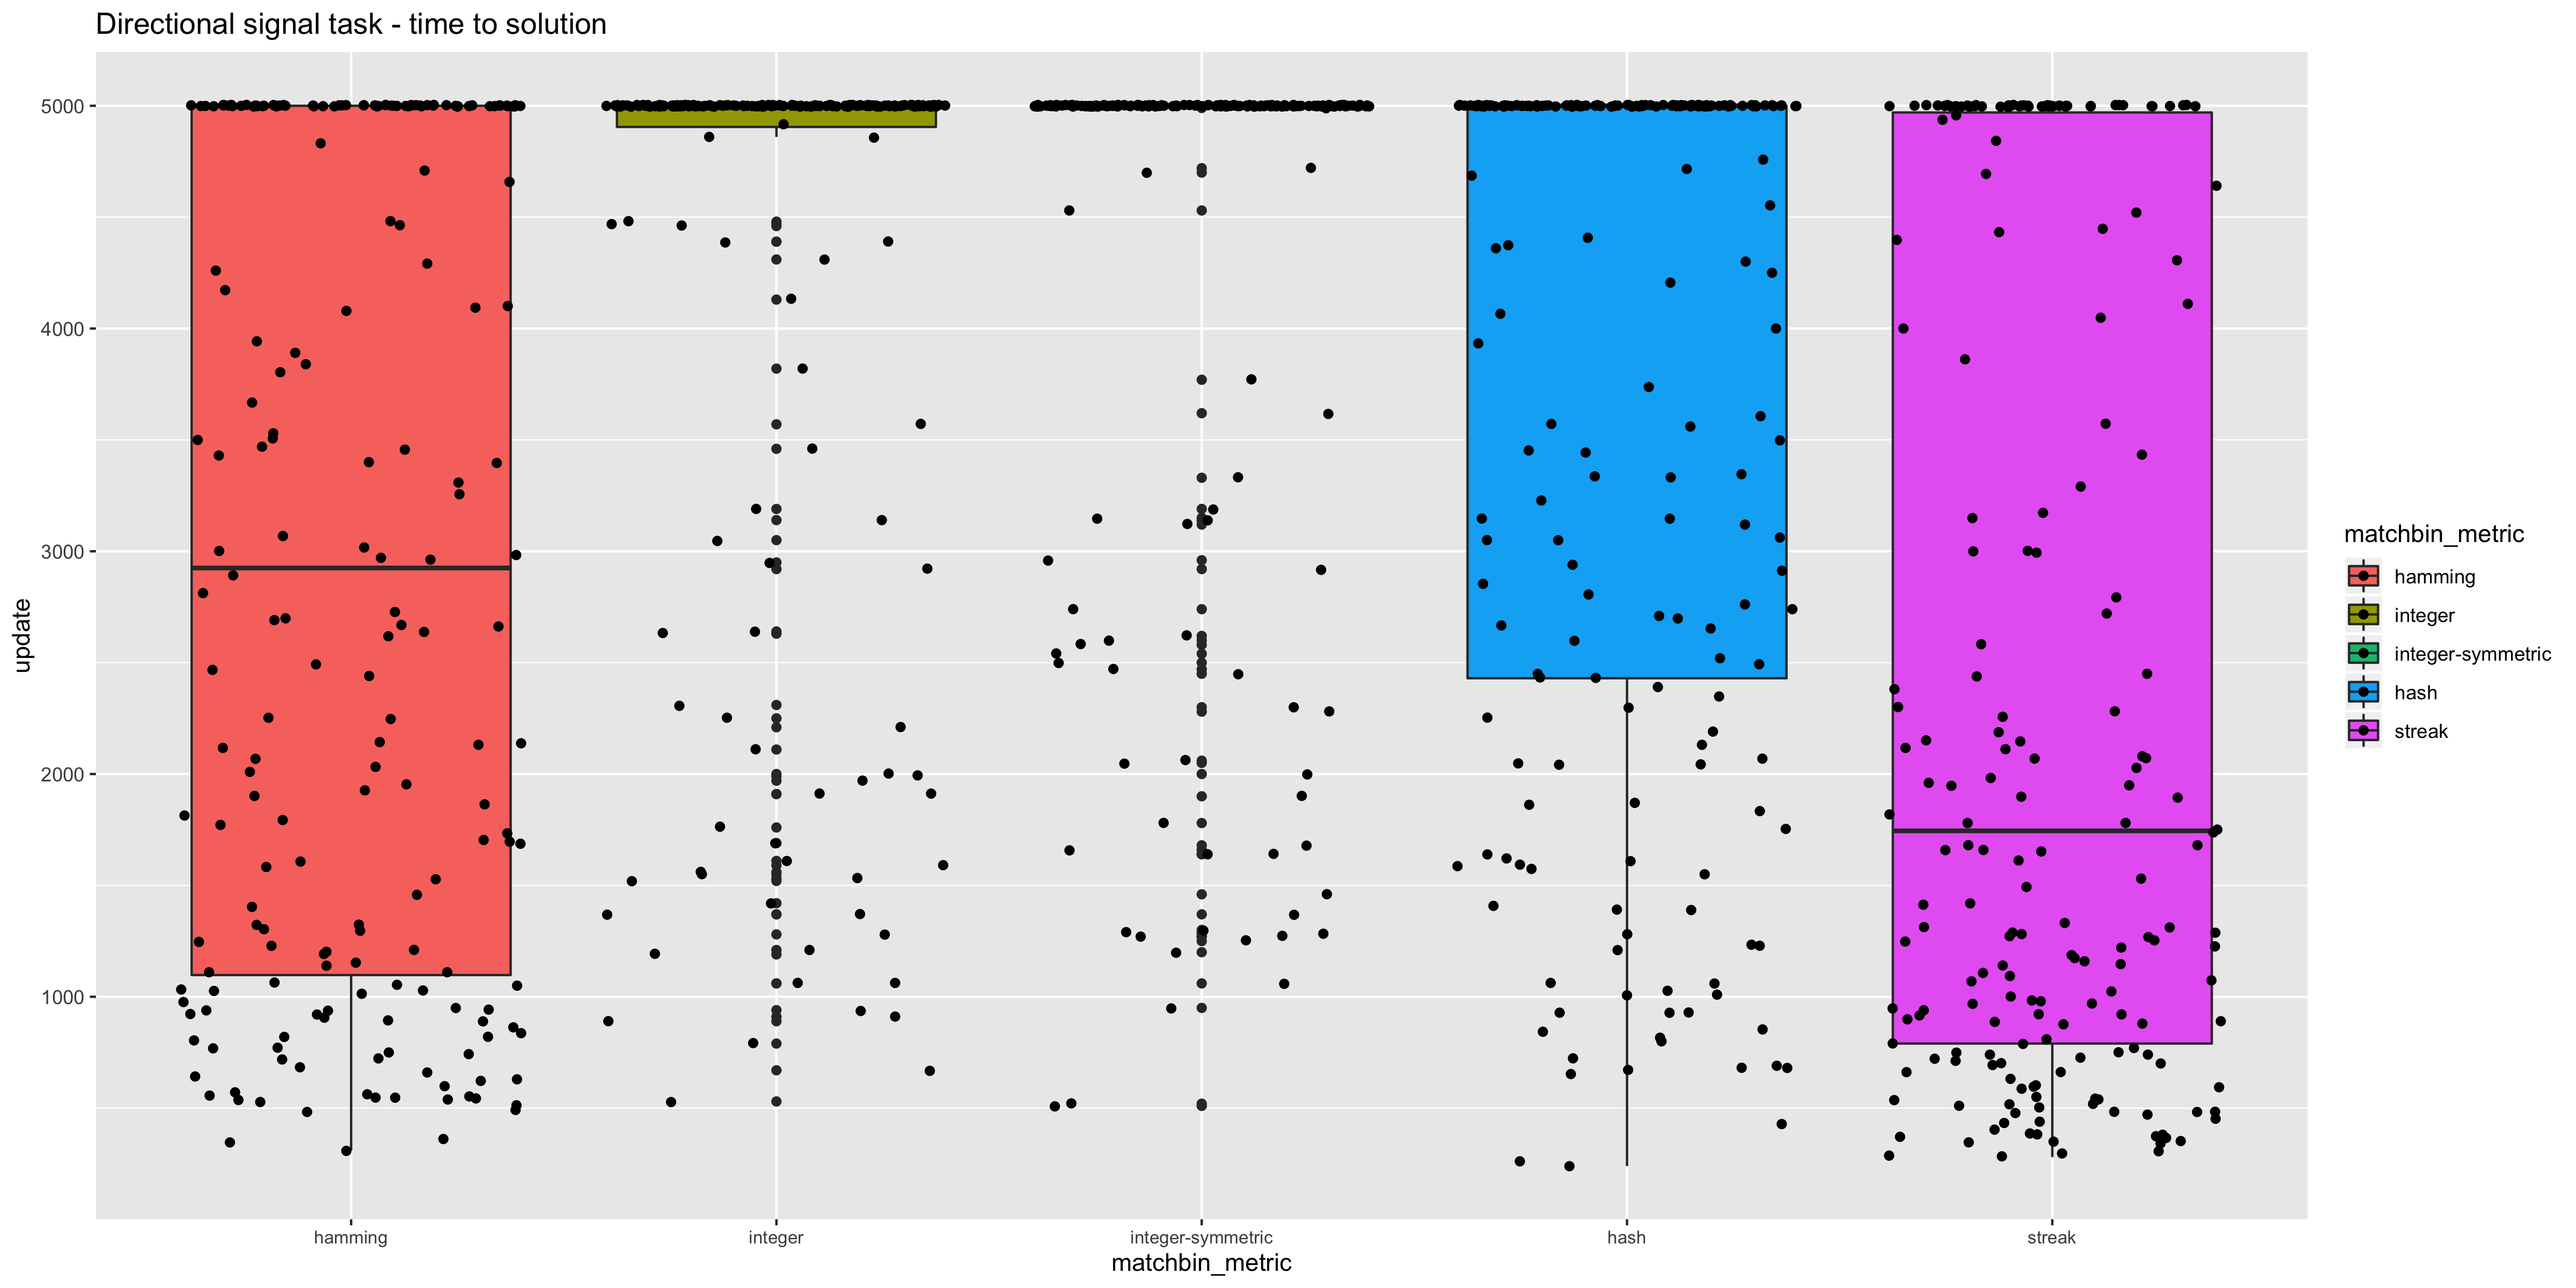 Directional signal task - time to solution
5000
4000
3000
2000
1000
update
hamming
integer
integer-symmetric
hash
streak
matchbin_metric
matchbin_metric
hamming
integer
integer-symmetric
hash
streak